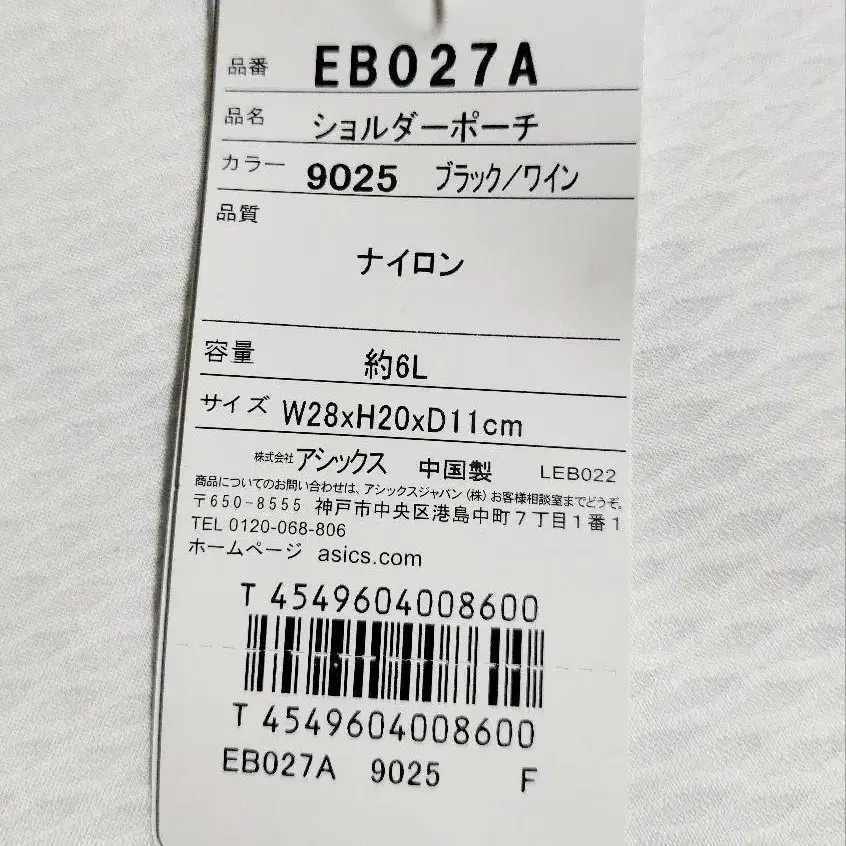 品番 EB027A
品名 ショルダーポーチ
カラー 9025 ブラック/ワイン
品質
ナイロン
容量 約6L
サイズ W28xH20xD11cm
株式会社アシックス 中国製 LEB022
商品についてのお問い合わせは、アシックスジャパン(株)お客様相談室までどうぞ。
〒650-8555 神戸市中央区港島中町7丁目1番1
TEL 0120-068-806
ホームページ asics.com
T 4549604008600
T 4549604008600
EB027A 9025 F